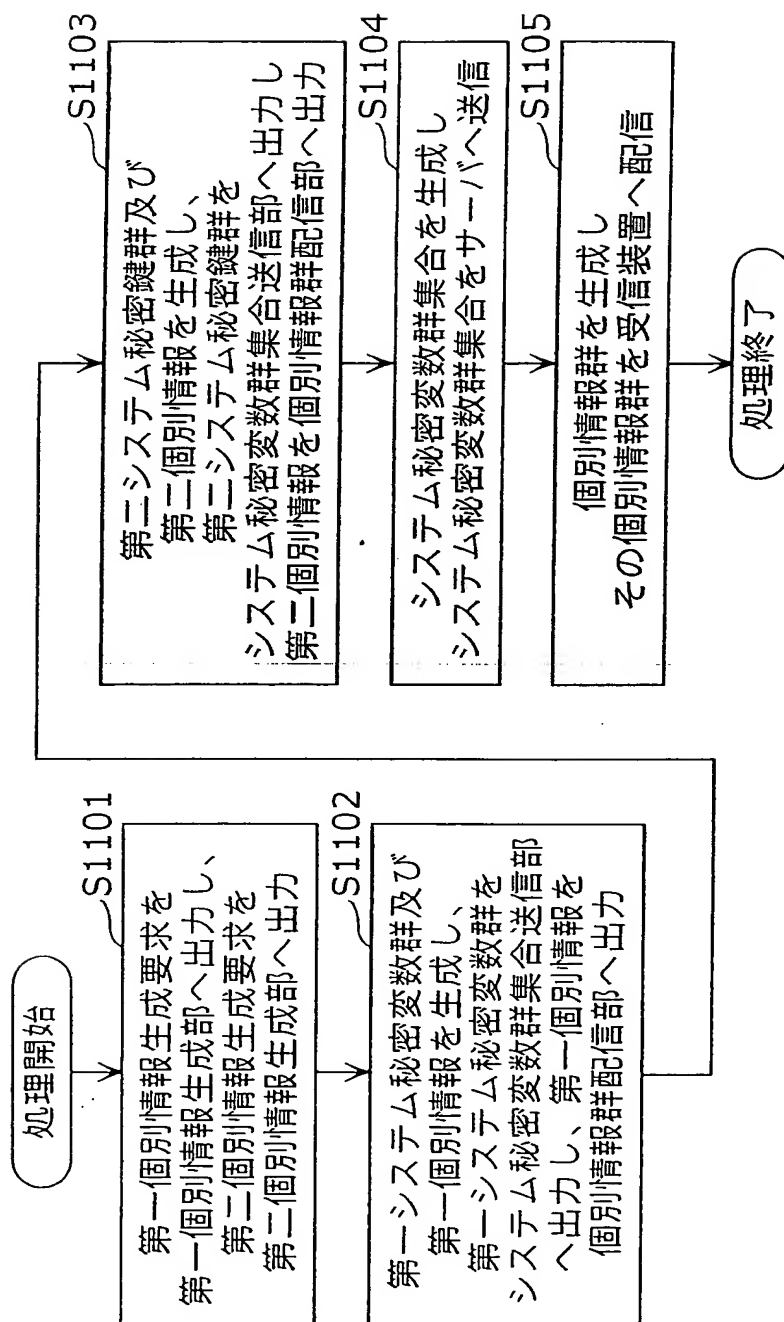 処理開始
S1101
第一個別情報生成要求を
第一個別情報生成部へ出力し、
第二個別情報生成要求を
第二個別情報生成部へ出力
S1102
第一システム秘密変数群及び
第一個別情報を生成し、
第一システム秘密変数群を
システム秘密変数群集合送信部
へ出力し、第一個別情報を
個別情報群配信部へ出力
S1103
第二システム秘密鍵群及び
第二個別情報を生成し、
第二システム秘密鍵群を
システム秘密変数群集合送信部へ出力し
第二個別情報を個別情報群配信部へ出力
S1104
システム秘密変数群集合を生成し
システム秘密変数群集合をサーバへ送信
S1105
個別情報群を生成し
その個別情報群を受信装置へ配信
処理終了